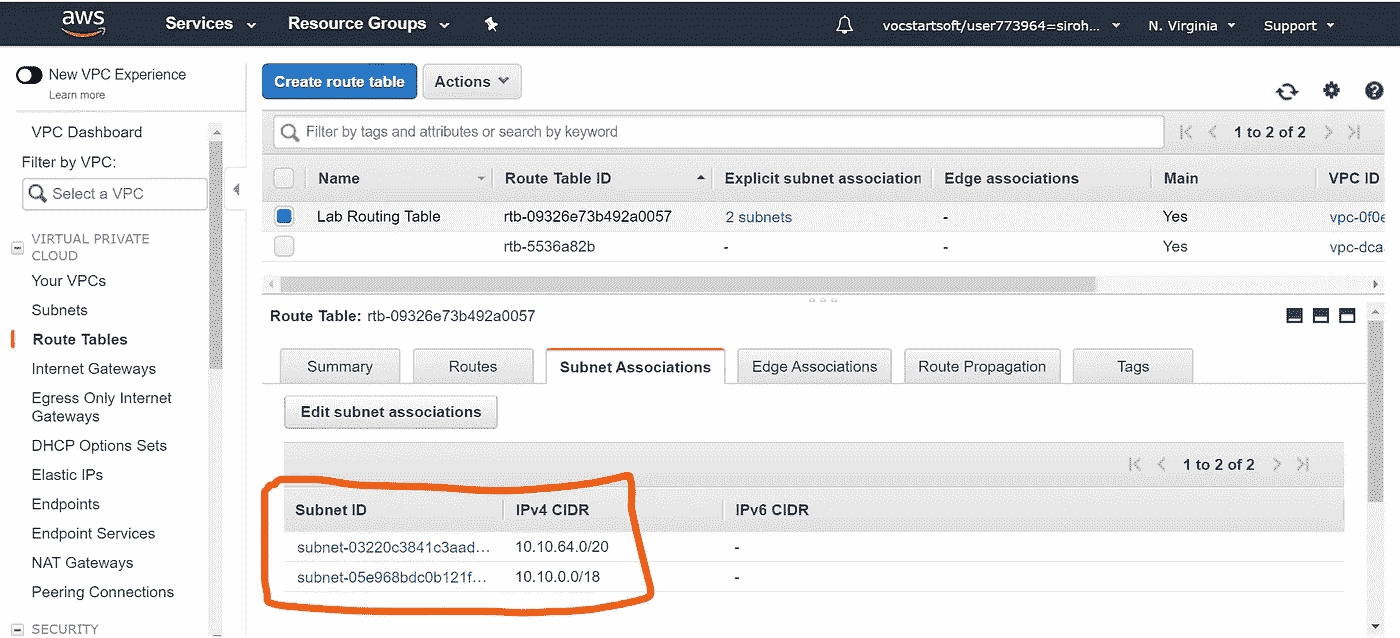 aws
Services
Resource Groups
vocstartsoft/user773964=siroh...
N. Virginia
Support
New VPC Experience
Learn more
VPC Dashboard
Filter by VPC:
Select a VPC
VIRTUAL PRIVATE
CLOUD
Your VPCs
Subnets
Route Tables
Internet Gateways
Egress Only Internet
Gateways
DHCP Options Sets
Elastic IPs
Endpoints
Endpoint Services
NAT Gateways
Peering Connections
SECURITY
Create route table
Actions
Filter by tags and attributes or search by keyword
1 to 2 of 2
Name Route Table ID Explicit subnet association Edge associations Main VPC ID
Lab Routing Table rtb-09326e73b492a0057 2 subnets - Yes vpc-0f0e
rtb-5536a82b - - Yes vpc-dca
Route Table: rtb-09326e73b492a0057
Summary Routes Subnet Associations Edge Associations Route Propagation Tags
Edit subnet associations
1 to 2 of 2
Subnet ID IPv4 CIDR IPv6 CIDR
subnet-03220c3841c3aad... 10.10.64.0/20 -
subnet-05e968bdc0b121f... 10.10.0.0/18 -